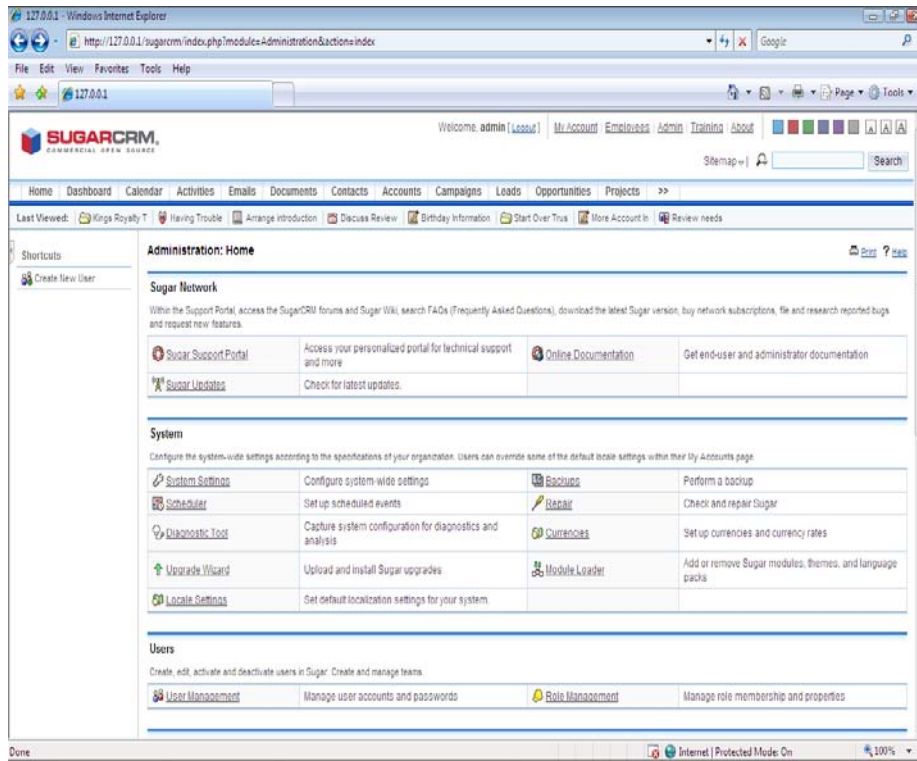 127.0.0.1 - Windows Internet Explorer
http://127.0.0.1/sugarcrm/index.php?module=Administration&action=index
Google
File Edit View Favorites Tools Help
127.0.0.1
Page Tools
SUGARCRM,
COMMERCIAL OPEN SOURCE
Welcome, admin [Logout] My Account Employees Admin Training About
A A A
Sitemap
Search
Home Dashboard Calendar Activities Emails Documents Contacts Accounts Campaigns Leads Opportunities Projects >>
Last Viewed: Kings Royalty T Having Trouble Arrange introduction Discuss Review Birthday Information Start Over Trus More Account In Review needs
Shortcuts
Create New User
Administration: Home
Print ? Help
Sugar Network
Within the Support Portal, access the SugarCRM forums and Sugar Wiki, search FAQs (Frequently Asked Questions), download the latest Sugar version, buy network subscriptions, file and research reported bugs
and request new features.
Sugar Support Portal Access your personalized portal for technical support and more Online Documentation Get end-user and administrator documentation
Sugar Updates Check for latest updates.
System
Configure the system-wide settings according to the specifications of your organization. Users can override some of the default locale settings within their My Accounts page.
System Settings Configure system-wide settings Backups Perform a backup
Scheduler Set up scheduled events Repair Check and repair Sugar
Diagnostic Tool Capture system configuration for diagnostics and analysis Currencies Set up currencies and currency rates
Upgrade Wizard Upload and install Sugar upgrades Module Loader Add or remove Sugar modules, themes, and language packs
Locale Settings Set default localization settings for your system.
Users
Create, edit, activate and deactivate users in Sugar. Create and manage teams.
User Management Manage user accounts and passwords Role Management Manage role membership and properties
Done
Internet | Protected Mode: On
100%